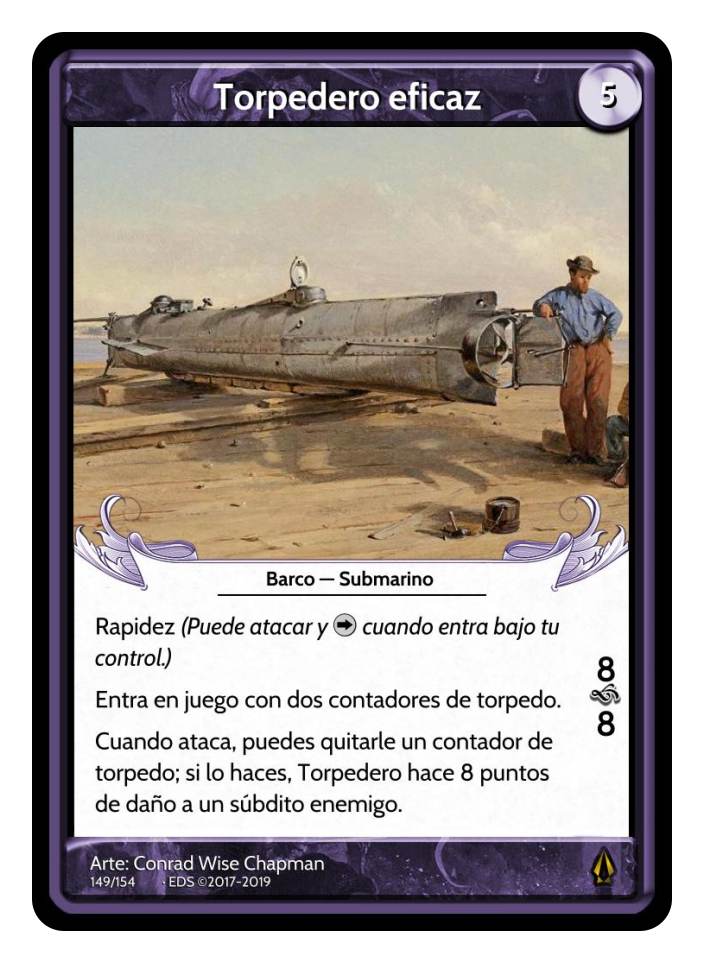 Torpedero eficaz
5
Barco — Submarino
Rapidez (Puede atacar y ➡ cuando entra bajo tu
control.)
Entra en juego con dos contadores de torpedo.
Cuando ataca, puedes quitarle un contador de
torpedo; si lo haces, Torpedero hace 8 puntos
de daño a un súbdito enemigo.
8
8
Arte: Conrad Wise Chapman
149/154 · EDS ©2017-2019